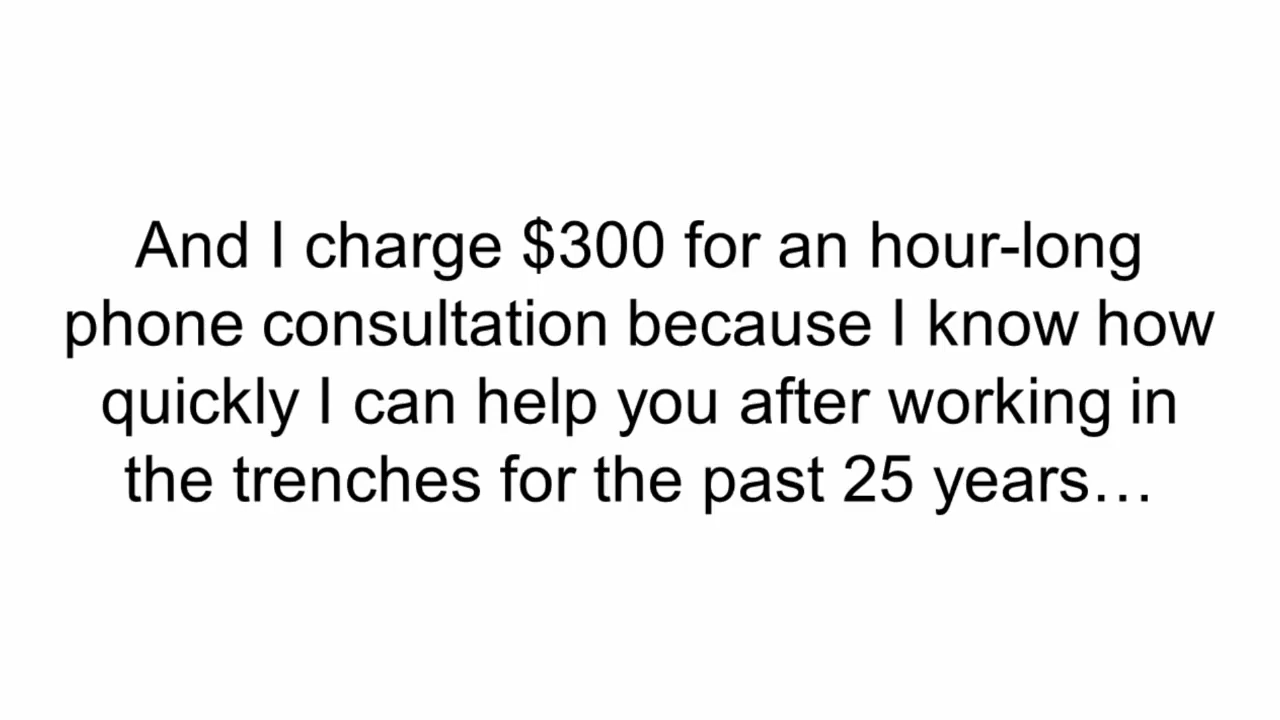 And I charge $300 for an hour-long
phone consultation because I know how
quickly I can help you after working in
the trenches for the past 25 years…